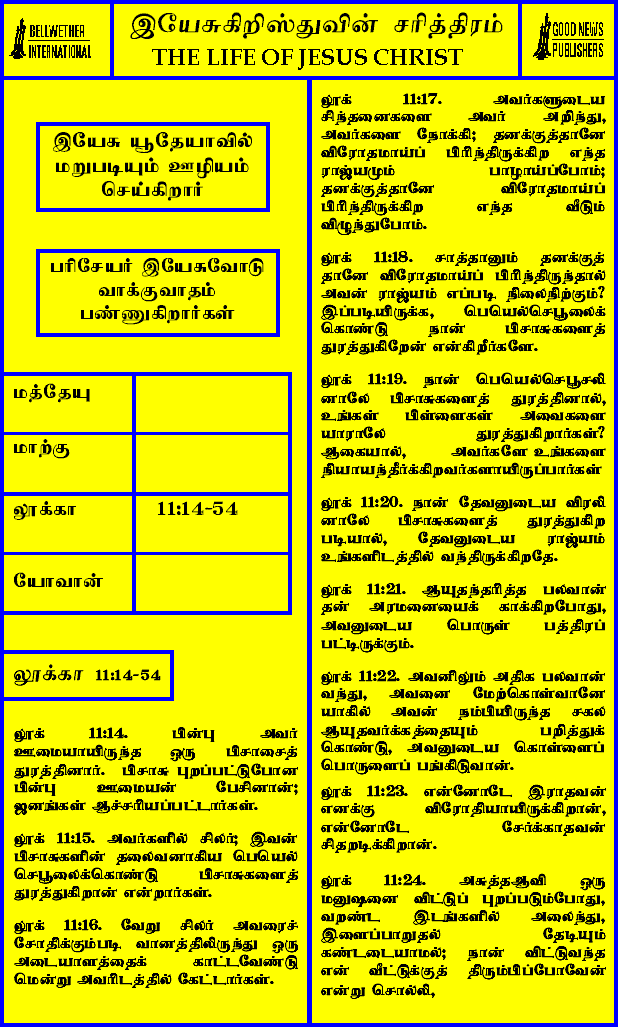 BELLWETHER
INTERNATIONAL
இயேசுகிறிஸ்துவின் சரித்திரம்
THE LIFE OF JESUS CHRIST
GOOD NEWS
PUBLISHERS
இயேசு யூதேயாவில்
மறுபடியும் ஊழியம்
செய்கிறார்
பரிசேயர் இயேசுவோடு
வாக்குவாதம்
பண்ணுகிறார்கள்
மத்தேயு
மாற்கு
லூக்கா 11:14-54
யோவான்
லூக்கா 11:14-54
லூக் 11:14. பின்பு அவர்
ஊமையாயிருந்த ஒரு பிசாசைத்
துரத்தினார். பிசாசு புறப்பட்டுபோன
பின்பு ஊமையன் பேசினான்;
ஜனங்கள் ஆச்சரியப்பட்டார்கள்.
லூக் 11:15. அவர்களில் சிலர்; இவன்
பிசாசுகளின் தலைவனாகிய பெயெல்
செபூலைக்கொண்டு பிசாசுகளைத்
துரத்துகிறான் என்றார்கள்.
லூக் 11:16. வேறு சிலர் அவரைச்
சோதிக்கும்படி வானத்திலிருந்து ஒரு
அடையாளத்தைக் காட்டவேண்டு
மென்று அவரிடத்தில் கேட்டார்கள்.
லூக் 11:17. அவர்களுடைய
சிந்தனைகளை அவர் அறிந்து,
அவர்களை நோக்கி; தனக்குத்தானே
விரோதமாய்ப் பிரிந்திருக்கிற எந்த
ராஜ்யமும் பாழாய்ப்போம்;
தனக்குத்தானே விரோதமாய்ப்
பிரிந்திருக்கிற எந்த வீடும்
விழுந்துபோம்.
லூக் 11:18. சாத்தானும் தனக்குத்
தானே விரோதமாய்ப் பிரிந்திருந்தால்
அவன் ராஜ்யம் எப்படி நிலைநிற்கும்?
இப்படியிருக்க, பெயெல்செபூலைக்
கொண்டு நான் பிசாசுகளைத்
துரத்துகிறேன் என்கிறீர்களே.
லூக் 11:19. நான் பெயெல்செபூசலி
னாலே பிசாசுகளைத் துரத்தினால்,
உங்கள் பிள்ளைகள் அவைகளை
யாராலே துரத்துகிறார்கள்?
ஆகையால், அவர்களே உங்களை
நியாயந்தீர்க்கிறவர்களாயிருப்பார்கள்
லூக் 11:20. நான் தேவனுடைய விரலி
னாலே பிசாசுகளைத் துரத்துகிற
படியால், தேவனுடைய ராஜ்யம்
உங்களிடத்தில் வந்திருக்கிறதே.
லூக் 11:21. ஆயுதந்தரித்த பலவான்
தன் அரமனையைக் காக்கிறபோது,
அவனுடைய பொருள் பத்திரப்
பட்டிருக்கும்.
லூக் 11:22. அவனிலும் அதிக பலவான்
வந்து, அவனை மேற்கொள்வானே
யாகில் அவன் நம்பியிருந்த சகல
ஆயுதவர்க்கத்தையும் பறித்துக்
கொண்டு, அவனுடைய கொள்ளைப்
பொருளைப் பங்கிடுவான்.
லூக் 11:23. என்னோடே இராதவன்
எனக்கு விரோதியாயிருக்கிறான்,
என்னோடே சேர்க்காதவன்
சிதறடிக்கிறான்.
லூக் 11:24. அசுத்தஆவி ஒரு
மனுஷனை விட்டுப் புறப்படும்போது,
வறண்ட இடங்களில் அலைந்து,
இளைப்பாறுதல் தேடியும்
கண்டடையாமல்; நான் விட்டுவந்த
என் வீட்டுக்குத் திரும்பிப்போவேன்
என்று சொல்லி,